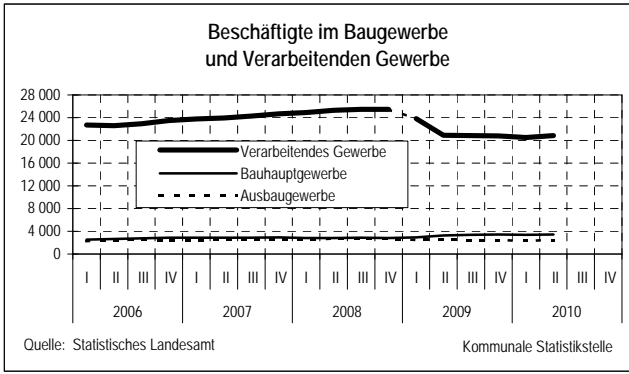 Beschäftigte im Baugewerbe
und Verarbeitenden Gewerbe
28 000
24 000
20 000
16 000
12 000
8 000
4 000
0
Verarbeitendes Gewerbe
Bauhauptgewerbe
Ausbaugewerbe
I II III IV I II III IV I II III IV I II III IV I II III IV
2006 2007 2008 2009 2010
Quelle: Statistisches Landesamt Kommunale Statistikstelle